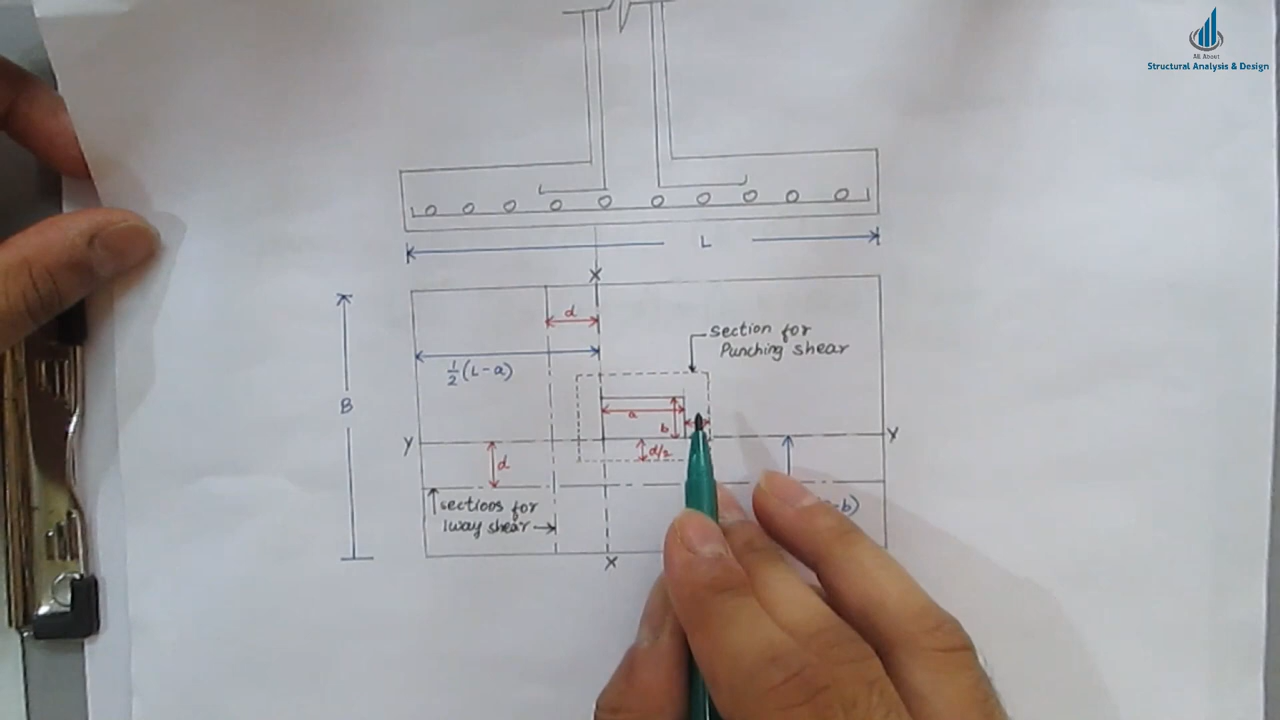 All About
Structural Analysis & Design
L
X
d
section for
Punching shear
½(L-a)
B
a
b
Y
Y
d/2
d
sections for
1way shear
-b)
X